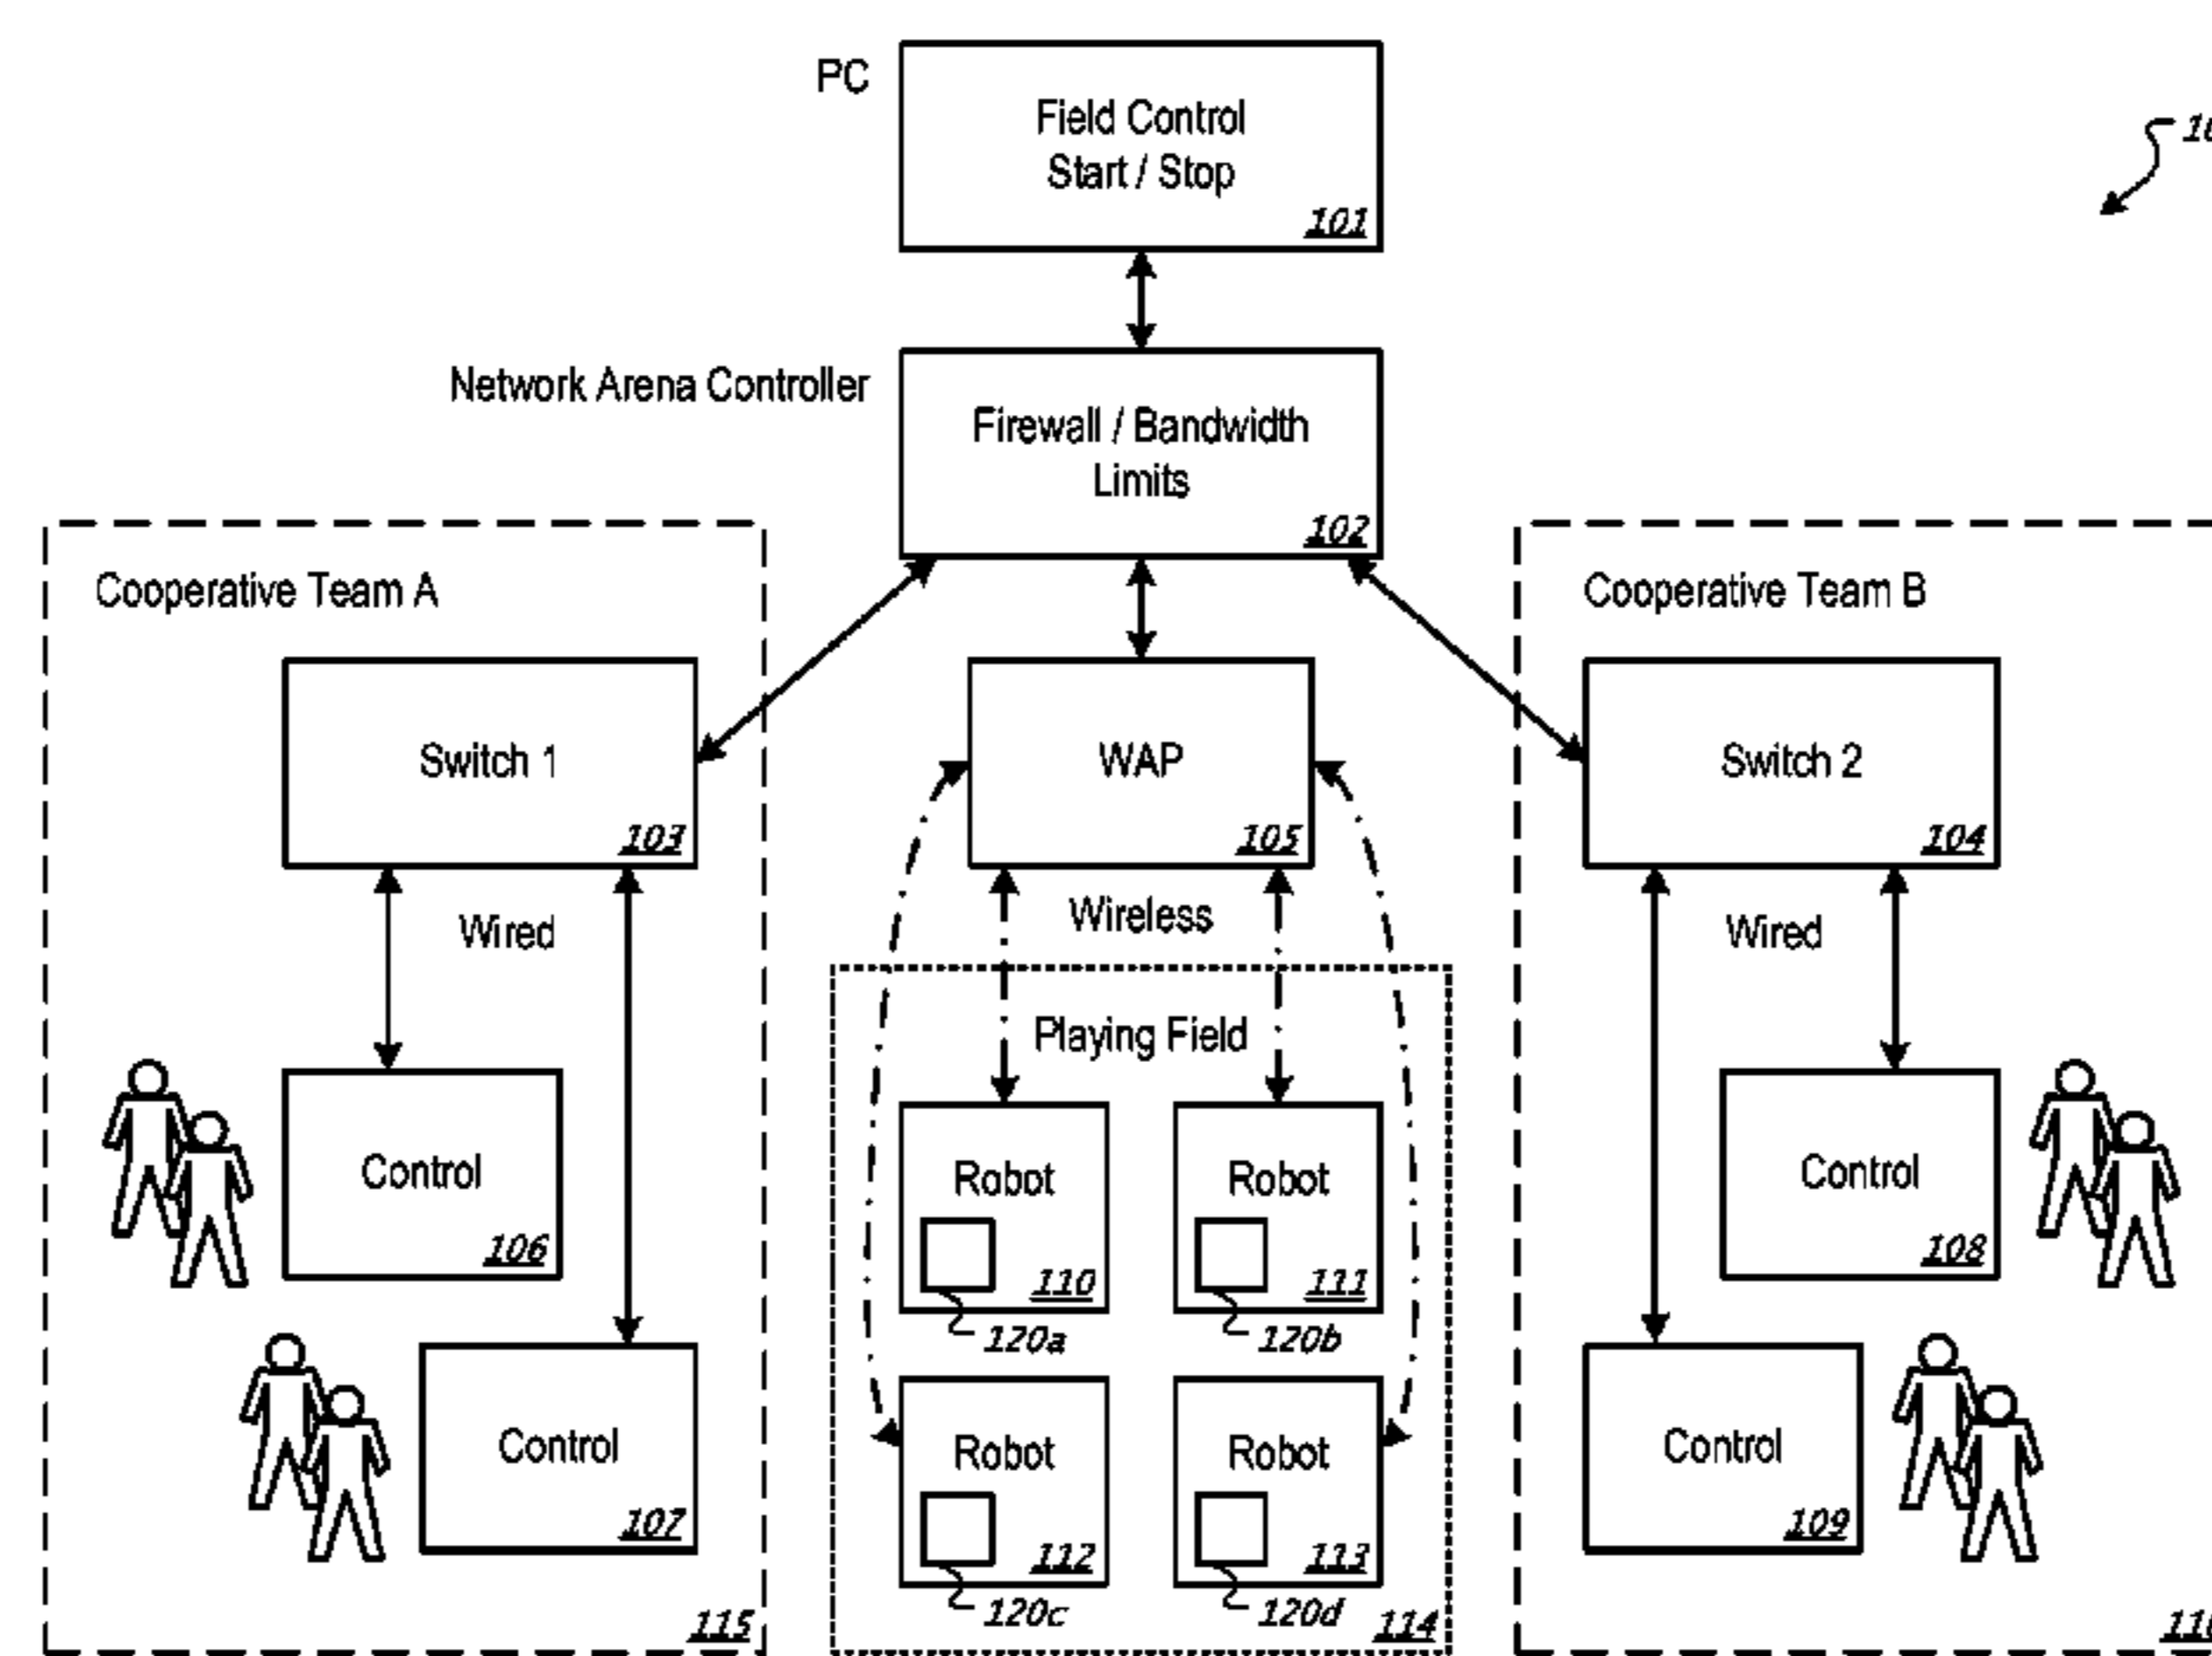 PC
Field Control
Start / Stop
101
Network Arena Controller
Firewall / Bandwidth
Limits
102
Cooperative Team A
Switch 1
103
Wired
Control
106
Control
107
115
WAP
105
Wireless
Playing Field
Robot
110
120a
Robot
111
120b
Robot
112
120c
Robot
113
120d
114
Cooperative Team B
Switch 2
104
Wired
Control
108
Control
109